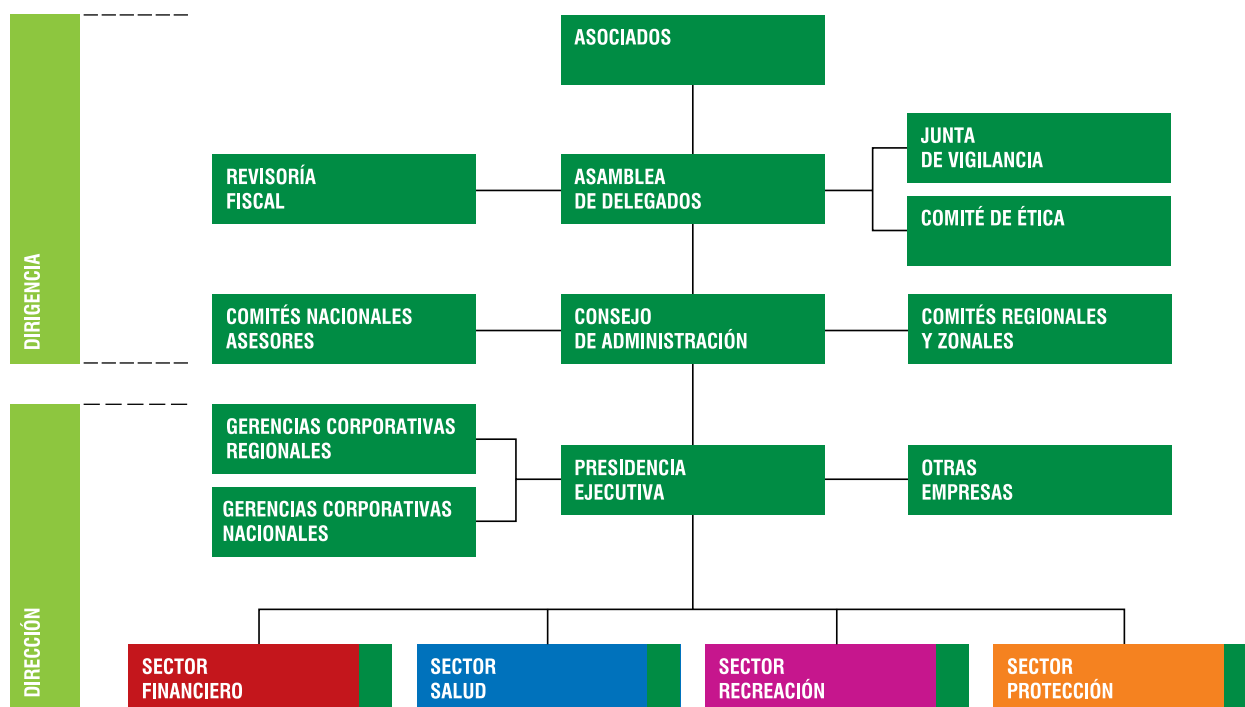 DIRIGENCIA
ASOCIADOS
REVISORÍA
FISCAL
ASAMBLEA
DE DELEGADOS
JUNTA
DE VIGILANCIA
COMITÉ DE ÉTICA
COMITÉS NACIONALES
ASESORES
CONSEJO
DE ADMINISTRACIÓN
COMITÉS REGIONALES
Y ZONALES
DIRECCIÓN
GERENCIAS CORPORATIVAS
REGIONALES
GERENCIAS CORPORATIVAS
NACIONALES
PRESIDENCIA
EJECUTIVA
OTRAS
EMPRESAS
SECTOR
FINANCIERO
SECTOR
SALUD
SECTOR
RECREACIÓN
SECTOR
PROTECCIÓN